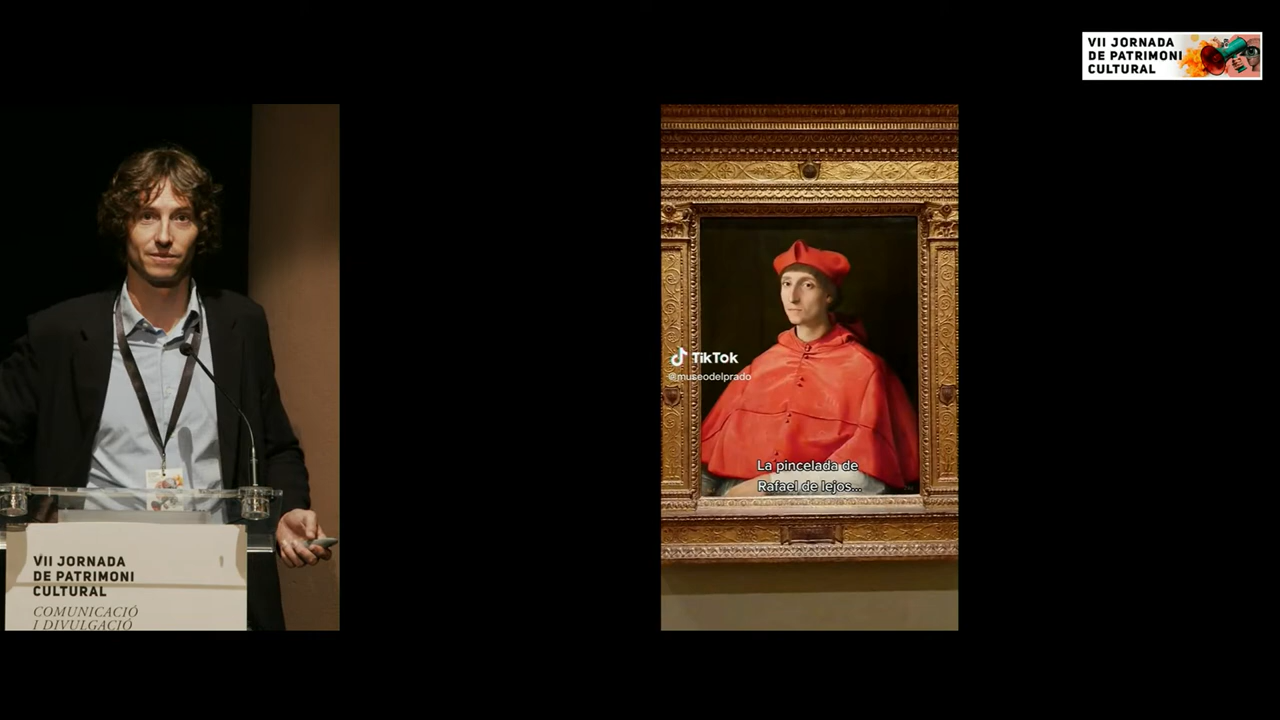 VII JORNADA
DE PATRIMONI
CULTURAL
TikTok
@museodelprado
La pincelada de
Rafael de lejos...
VII JORNADA
DE PATRIMONI
CULTURAL
COMUNICACIÓ
I DIVULGACIÓ